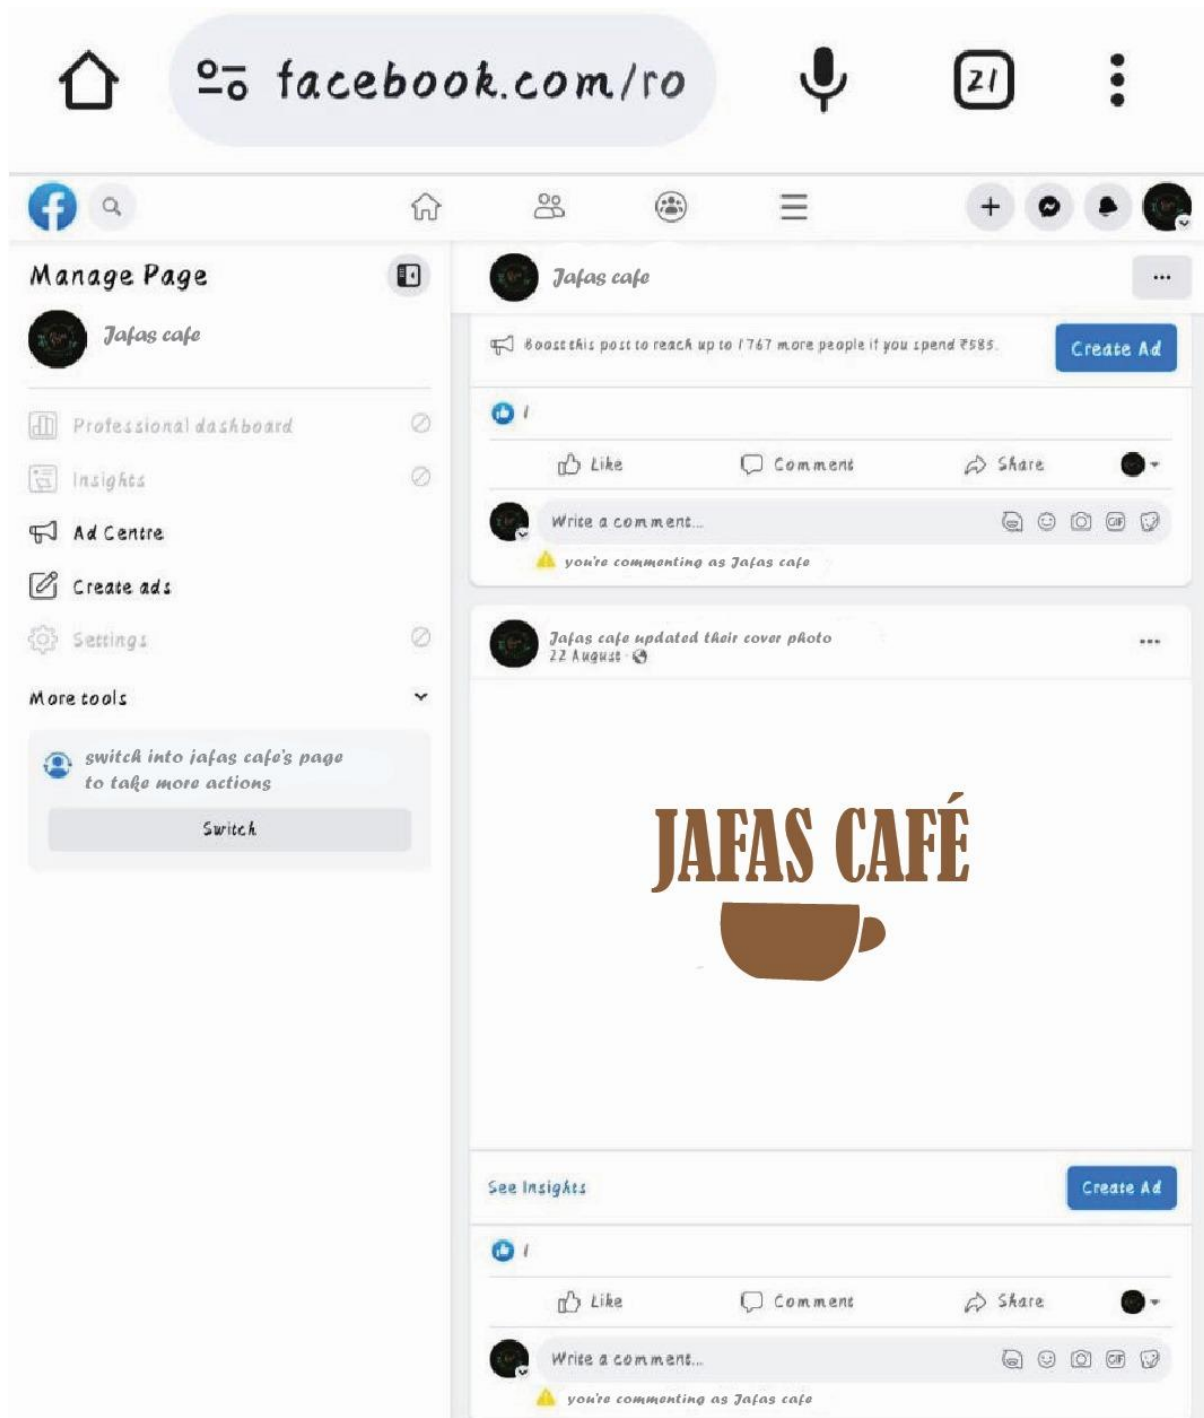 facebook.com/ro
21
Manage Page
Jafas cafe
Professional dashboard
Insights
Ad Centre
Create ads
Settings
More tools
switch into jafas cafe's page
to take more actions
Switch
Jafas cafe
Boost this post to reach up to 1767 more people if you spend ₹585.
Create Ad
1
Like Comment Share
Write a comment...
GIF
you're commenting as Jafas cafe
Jafas cafe updated their cover photo
22 August
JAFAS CAFÉ
See Insights
Create Ad
1
Like Comment Share
Write a comment...
GIF
you're commenting as Jafas cafe